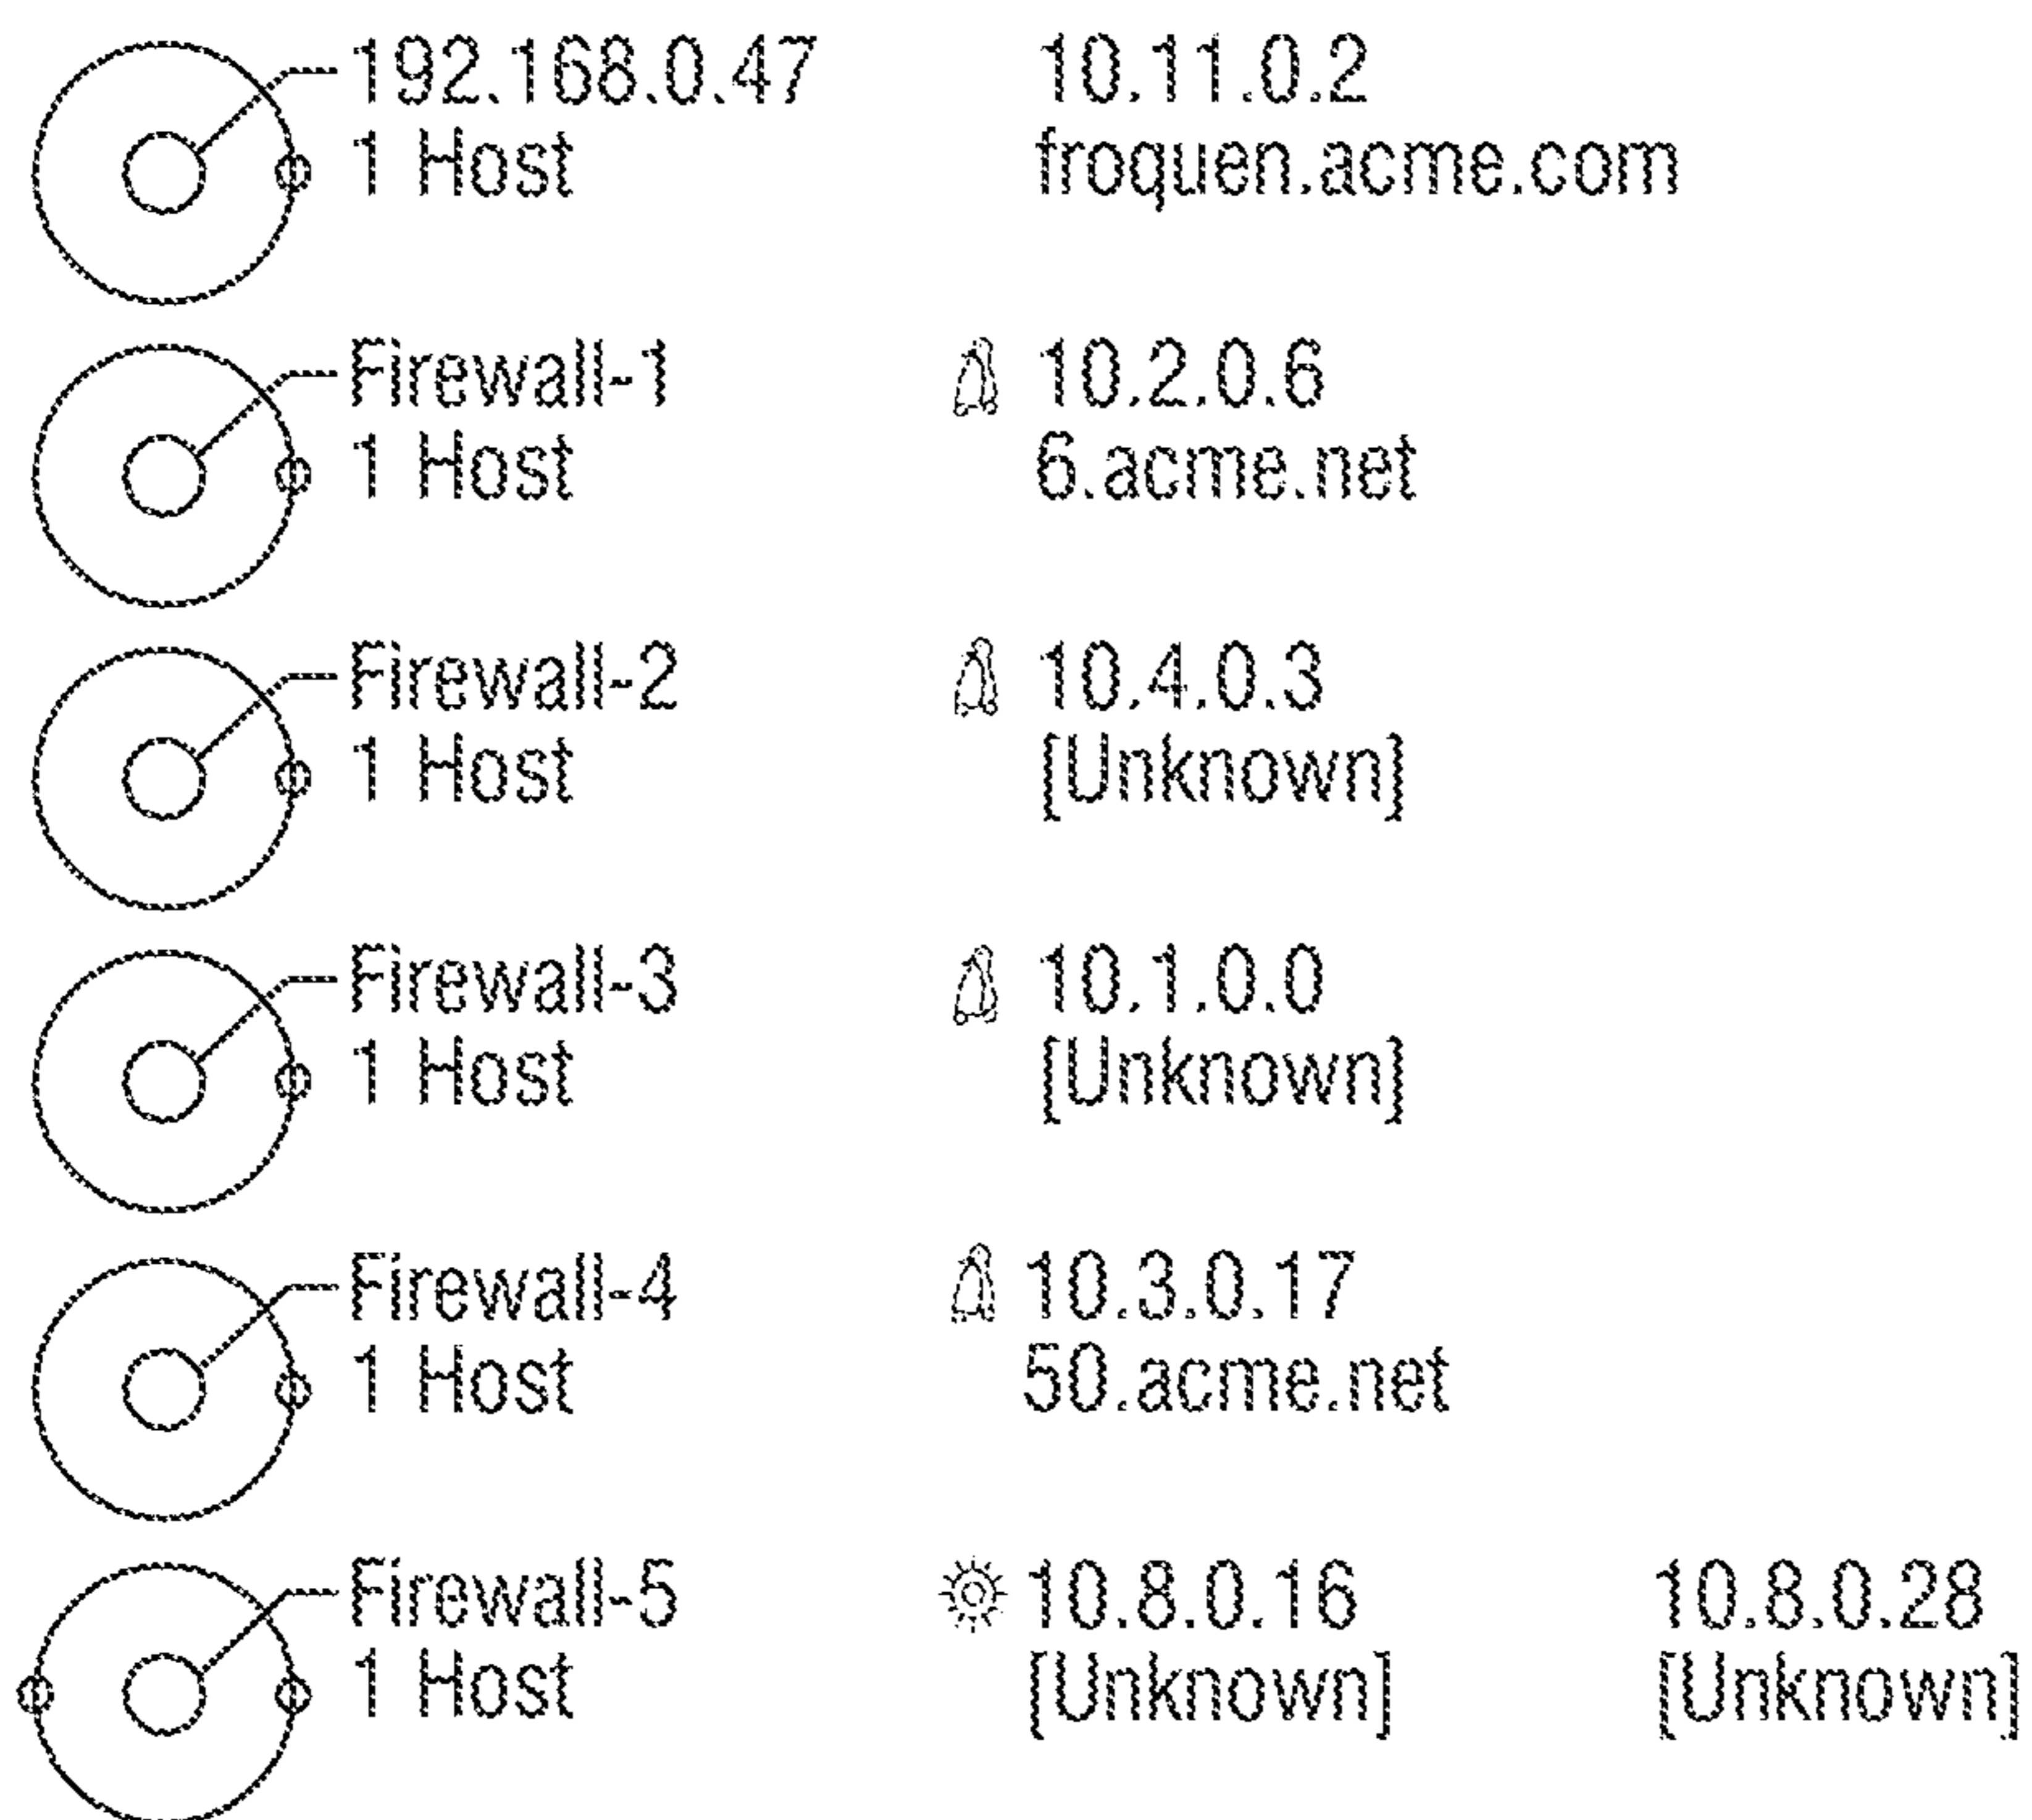 192.168.0.47 10.11.0.2
1 Host froquen.acme.com
Firewall-1 10.2.0.6
1 Host 6.acme.net
Firewall-2 10.4.0.3
1 Host [Unknown]
Firewall-3 10.1.0.0
1 Host [Unknown]
Firewall-4 10.3.0.17
1 Host 50.acme.net
Firewall-5 10.8.0.16 10.8.0.28
1 Host [Unknown] [Unknown]